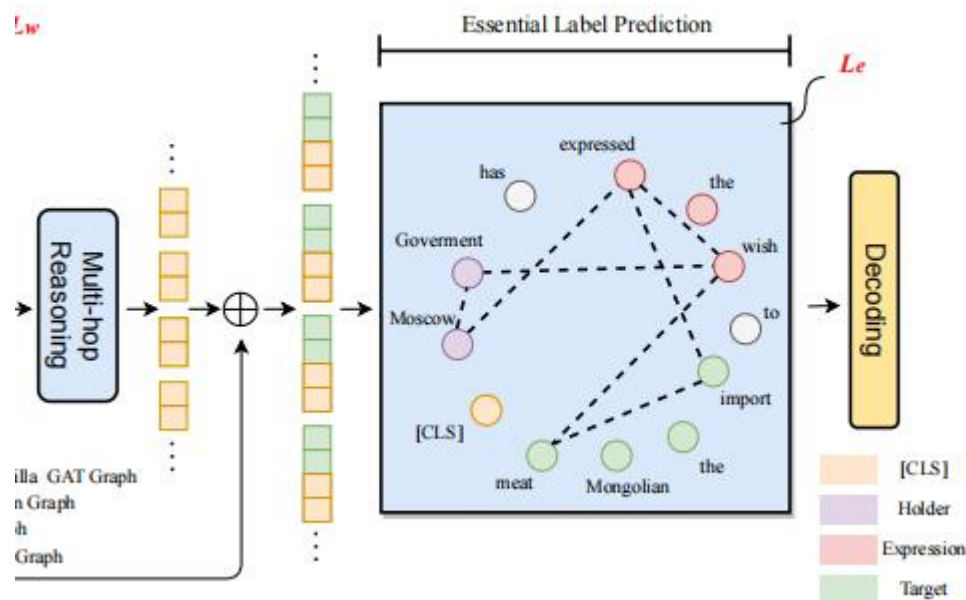 Lw
Essential Label Prediction
Le
expressed
has
the
Goverment
wish
Moscow
to
import
[CLS]
the
meat
Mongolian
Multi-hop
Reasoning
Decoding
illa GAT Graph
n Graph
Graph
[CLS]
Holder
Expression
Target